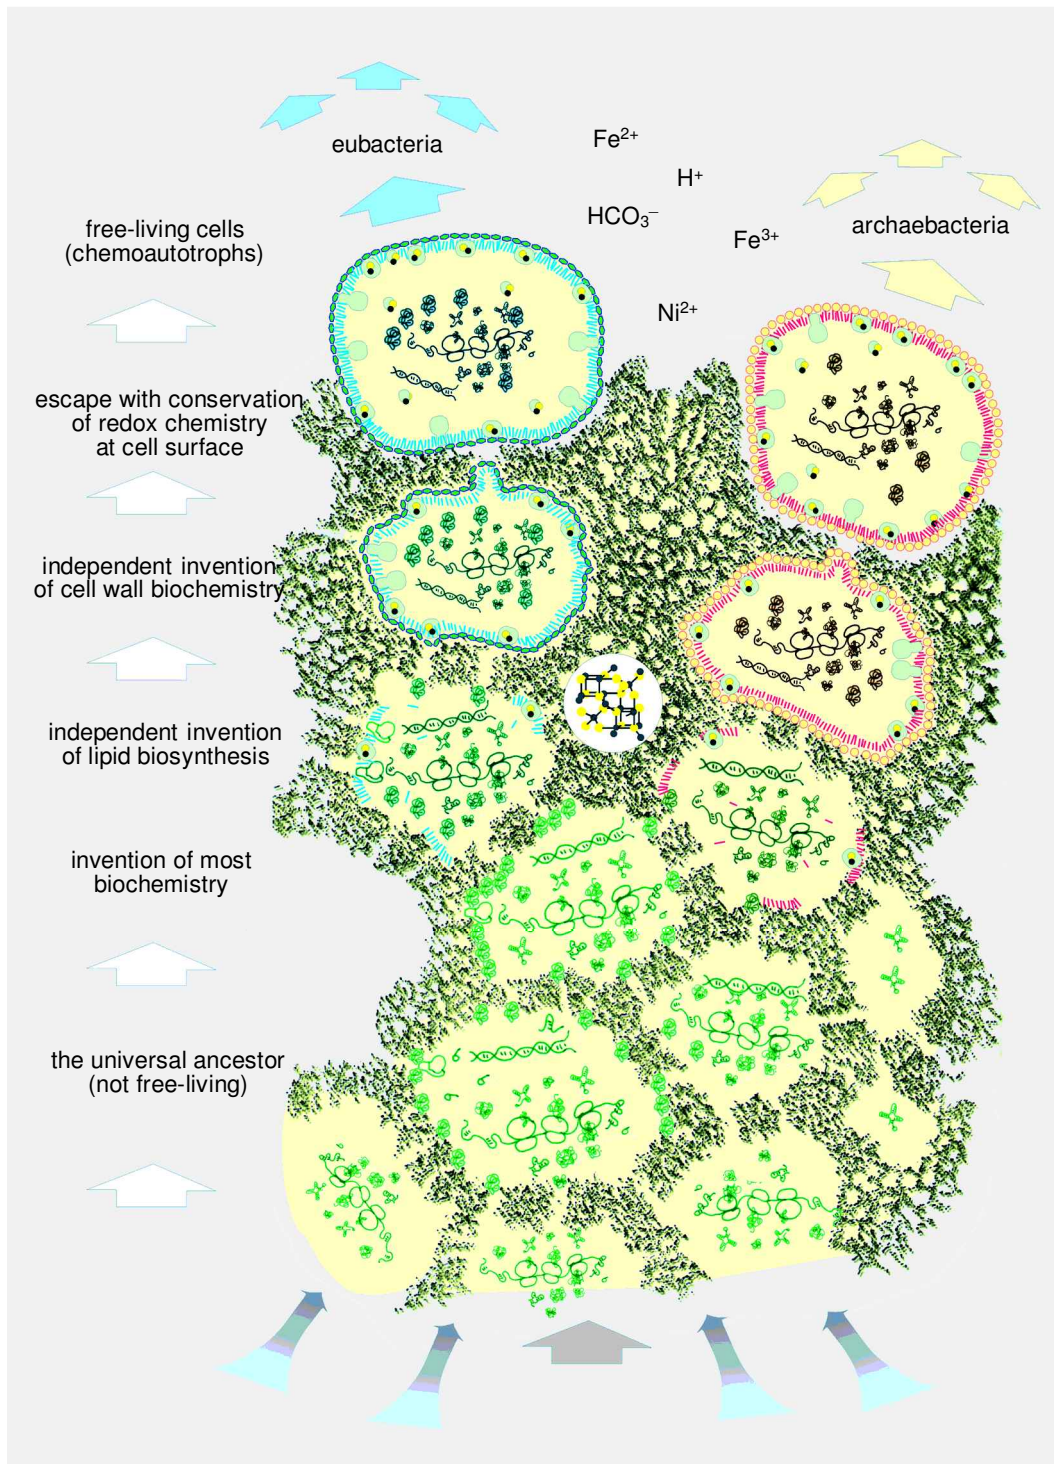 eubacteria
Fe²⁺
H⁺
HCO₃⁻
Fe³⁺
Ni²⁺
archaebacteria
free-living cells
(chemoautotrophs)
escape with conservation
of redox chemistry
at cell surface
independent invention
of cell wall biochemistry
independent invention
of lipid biosynthesis
invention of most
biochemistry
the universal ancestor
(not free-living)